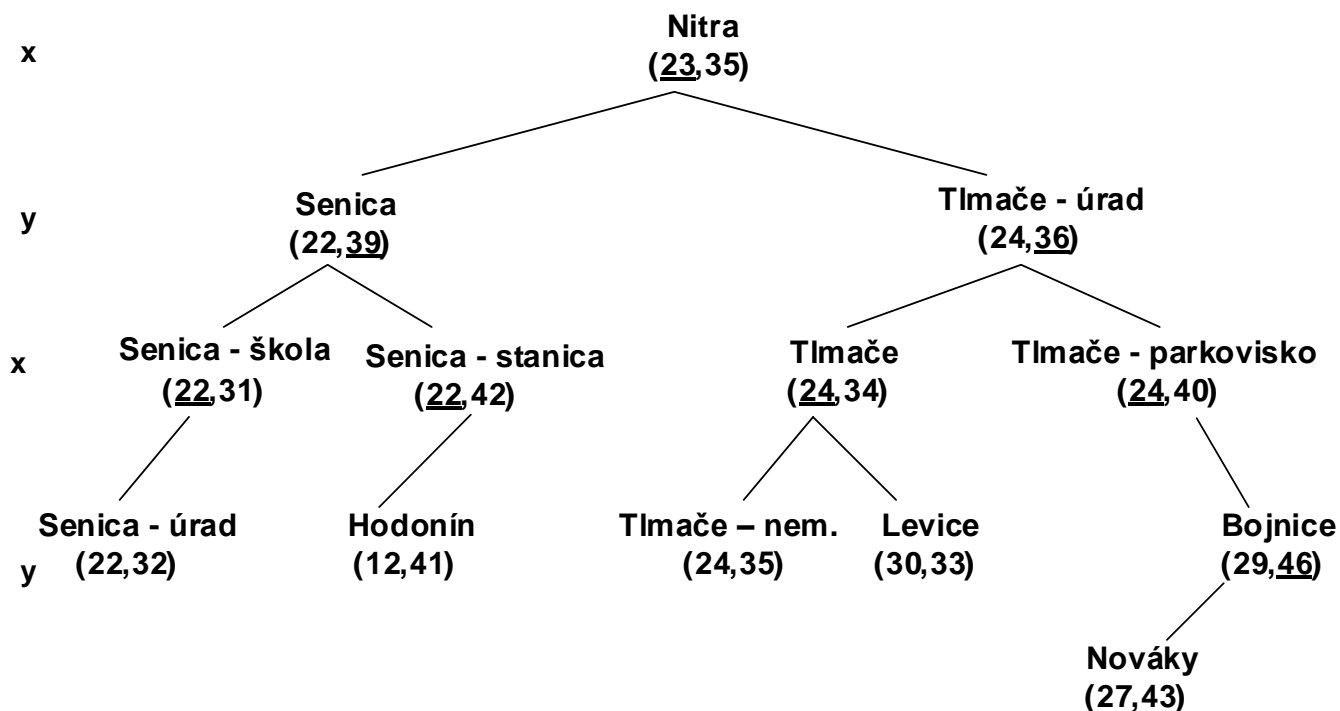 x
Nitra
(23,35)
y
Senica
(22,39)
Tlmače - úrad
(24,36)
x
Senica - škola
(22,31)
Senica - stanica
(22,42)
Tlmače
(24,34)
Tlmače - parkovisko
(24,40)
y
Senica - úrad
(22,32)
Hodonín
(12,41)
Tlmače – nem.
(24,35)
Levice
(30,33)
Bojnice
(29,46)
Nováky
(27,43)